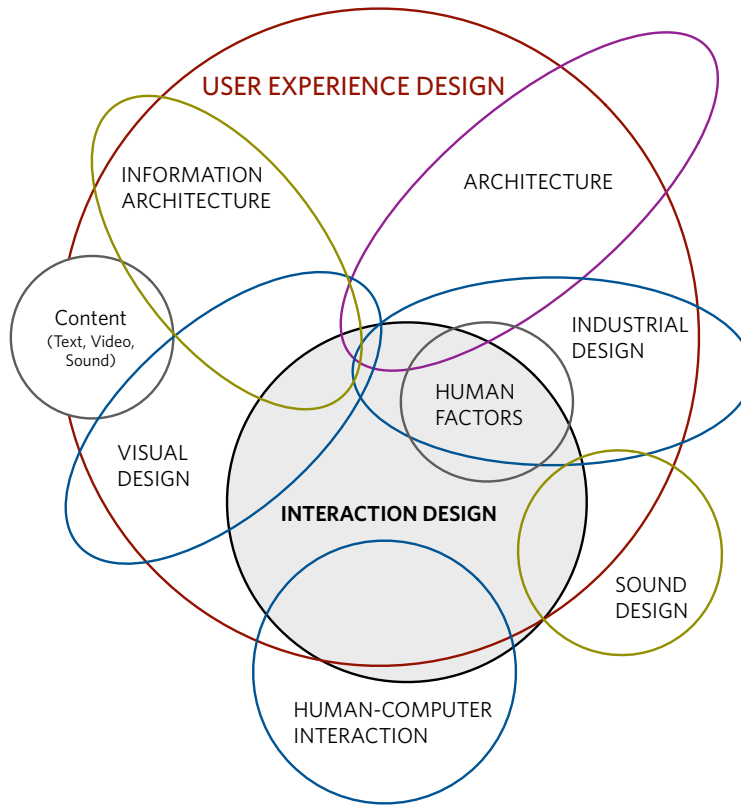 USER EXPERIENCE DESIGN
INFORMATION
ARCHITECTURE
ARCHITECTURE
Content
(Text, Video,
Sound)
INDUSTRIAL
DESIGN
HUMAN
FACTORS
VISUAL
DESIGN
INTERACTION DESIGN
SOUND
DESIGN
HUMAN-COMPUTER
INTERACTION